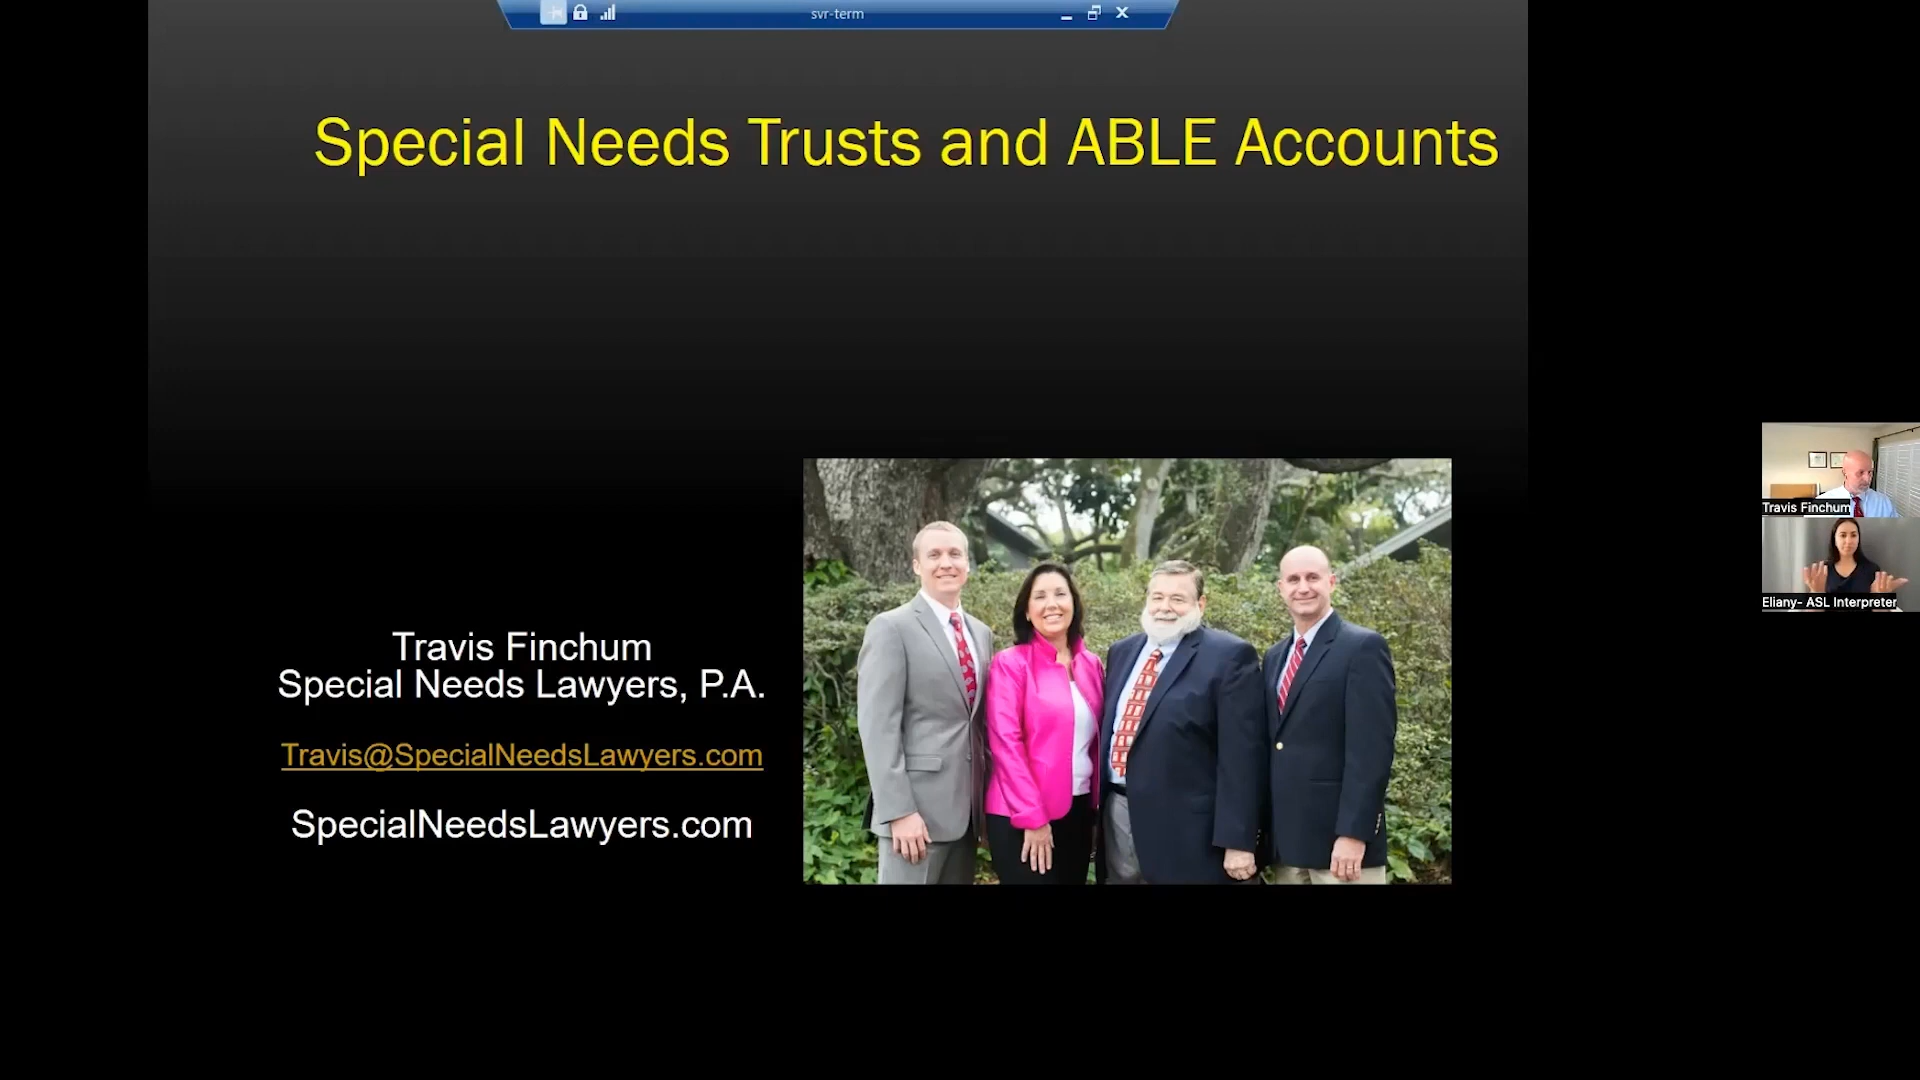 svr-term
Special Needs Trusts and ABLE Accounts
Travis Finchum
Special Needs Lawyers, P.A.
Travis@SpecialNeedsLawyers.com
SpecialNeedsLawyers.com
Travis Finchum
Eliany- ASL Interpreter